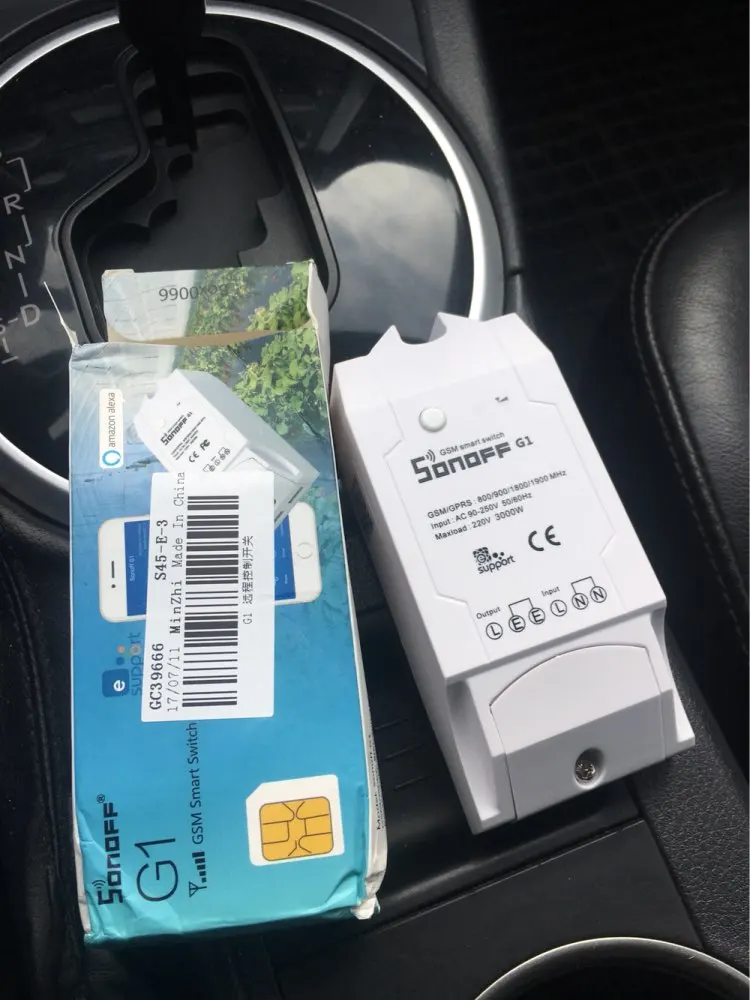 R
N
D
9900
amazon alexa
SONOFF G1
CE FC
S45-E-3
GC39666
17/07/11 MinZhi Made In China
G1 远程控制开关
e support
SONOFF®
G1
GSM Smart Switch
GSM smart switch
SONOFF G1
GSM/GPRS : 800/900/1800/1900 MHz
Input : AC 90-250V 50/60Hz
Maxload : 220V 3000W
e support
CE
Output Input
L E E L N N